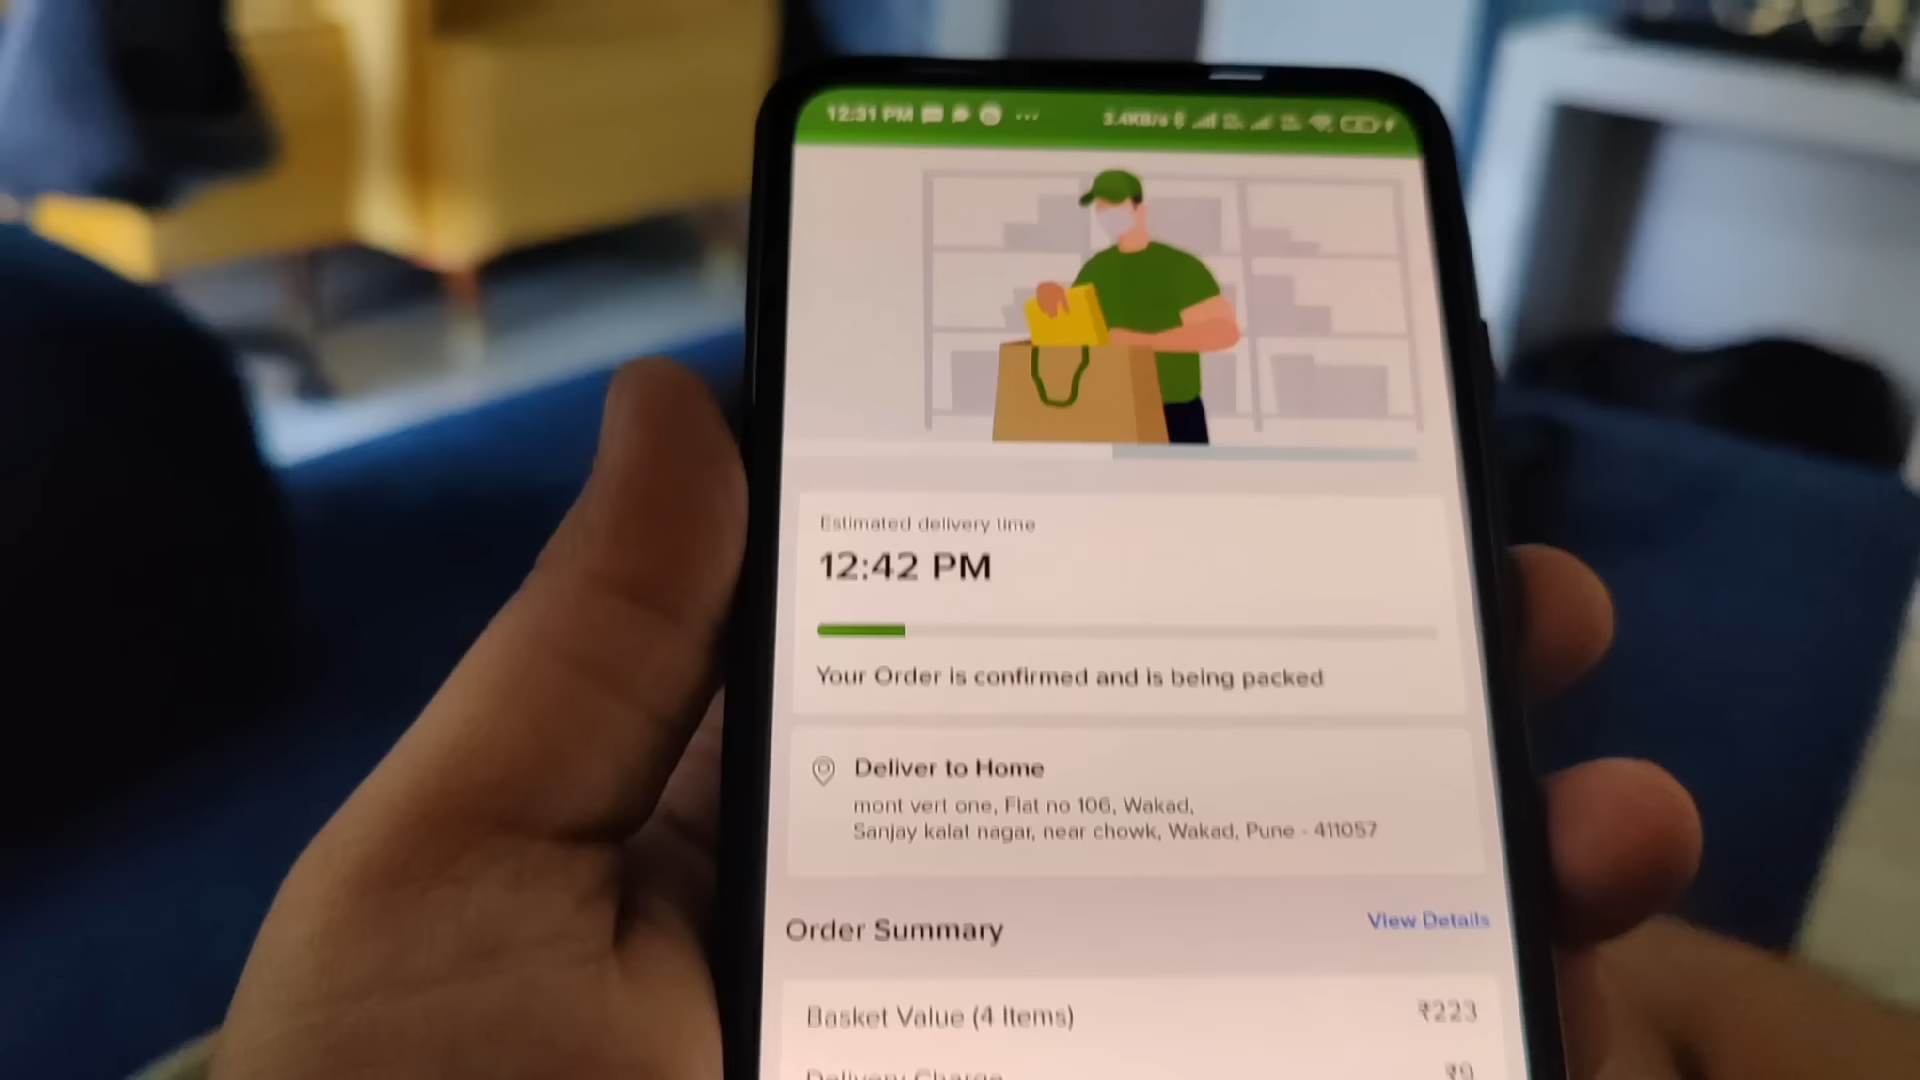 12:31 PM
3.4KB/s
Estimated delivery time
12:42 PM
Your Order is confirmed and is being packed
Deliver to Home
mont vert one, Flat no 106, Wakad,
Sanjay kalat nagar, near chowk, Wakad, Pune - 411057
Order Summary
View Details
Basket Value (4 Items)
₹223
Delivery Charge
₹9